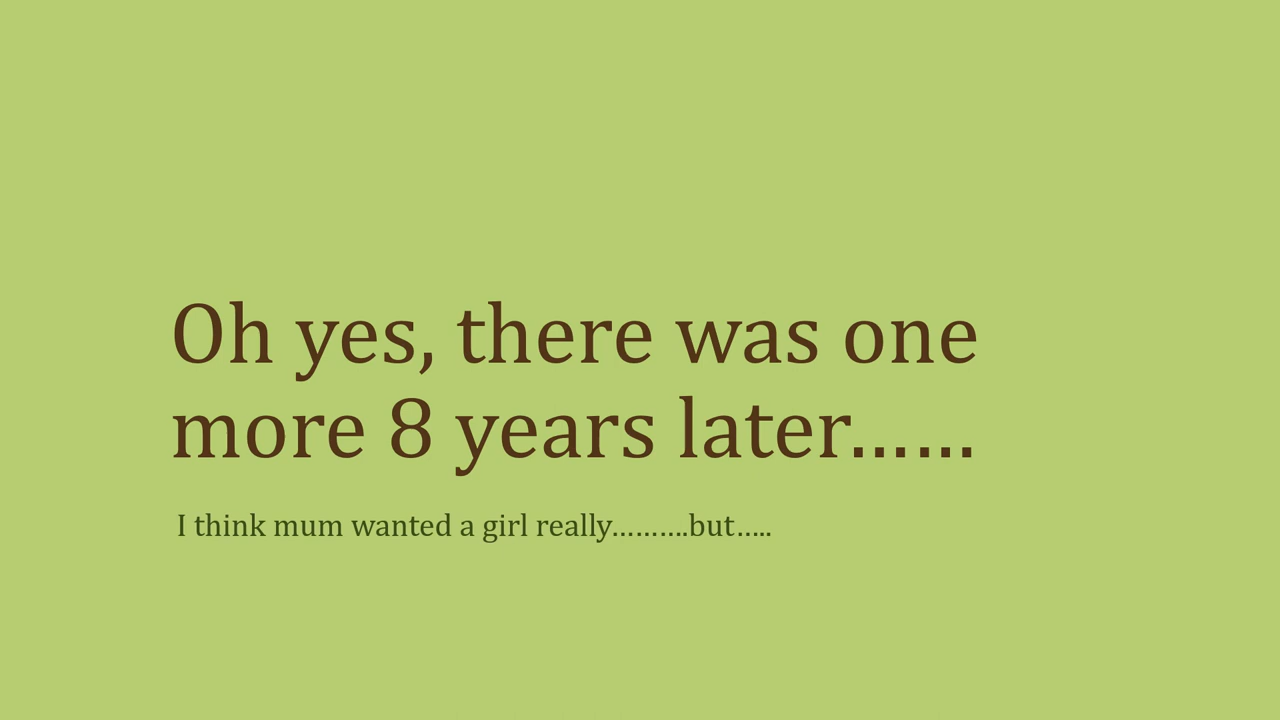 Oh yes, there was one
more 8 years later......
I think mum wanted a girl really..........but.....